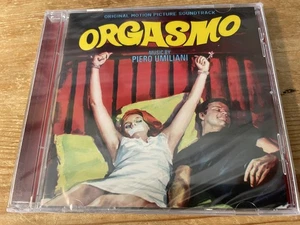 ORIGINAL MOTION PICTURE SOUNDTRACK
ORGASMO
MUSIC BY
PIERO UMILIANI